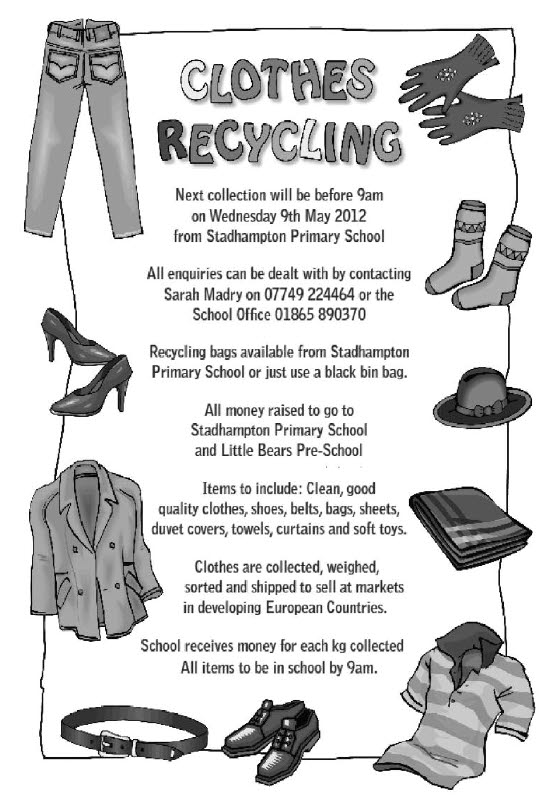 CLOTHES
RECYCLING
Next collection will be before 9am
on Wednesday 9th May 2012
from Stadhampton Primary School
All enquiries can be dealt with by contacting
Sarah Madry on 07749 224464 or the
School Office 01865 890370
Recycling bags available from Stadhampton
Primary School or just use a black bin bag.
All money raised to go to
Stadhampton Primary School
and Little Bears Pre-School
Items to include: Clean, good
quality clothes, shoes, belts, bags, sheets,
duvet covers, towels, curtains and soft toys.
Clothes are collected, weighed,
sorted and shipped to sell at markets
in developing European Countries.
School receives money for each kg collected
All items to be in school by 9am.